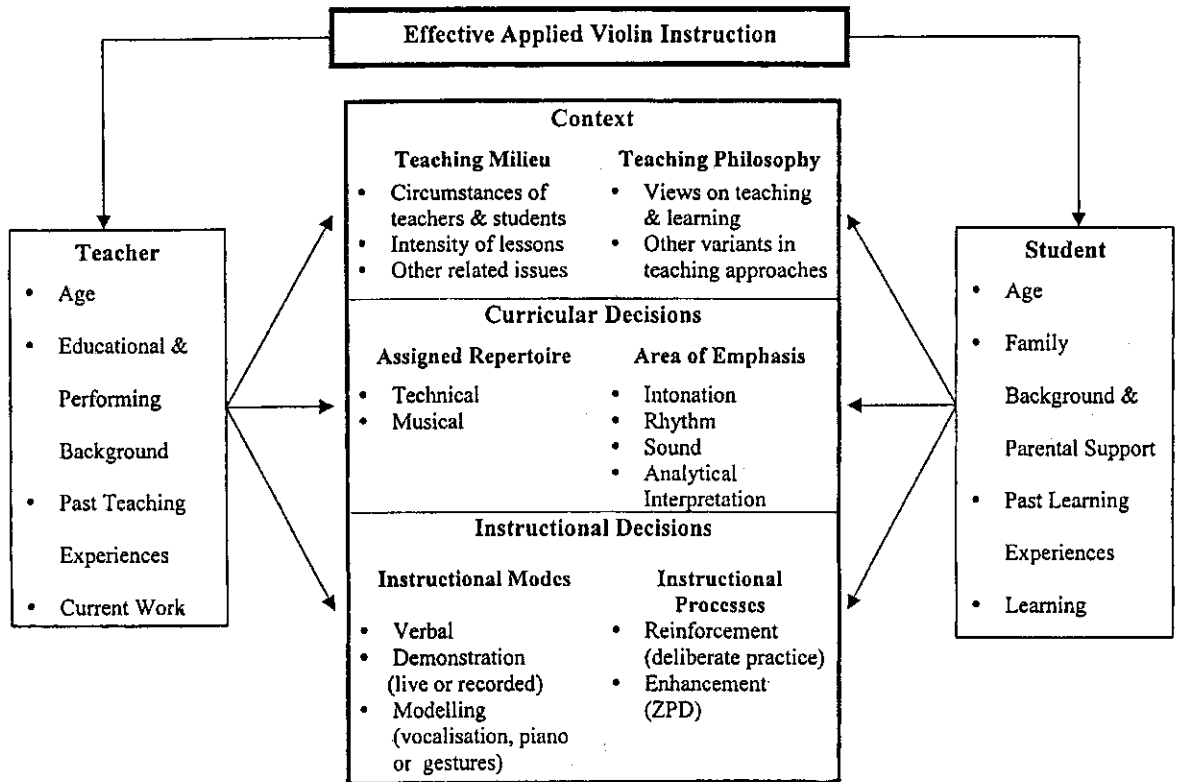 Effective Applied Violin Instruction
Context
Teaching Milieu
• Circumstances of
teachers & students
• Intensity of lessons
• Other related issues
Teaching Philosophy
• Views on teaching
& learning
• Other variants in
teaching approaches
Teacher
• Age
• Educational &
Performing
Background
• Past Teaching
Experiences
• Current Work
Curricular Decisions
Assigned Repertoire
• Technical
• Musical
Area of Emphasis
• Intonation
• Rhythm
• Sound
• Analytical
Interpretation
Instructional Decisions
Instructional Modes
• Verbal
• Demonstration
(live or recorded)
• Modelling
(vocalisation, piano
or gestures)
Instructional
Processes
• Reinforcement
(deliberate practice)
• Enhancement
(ZPD)
Student
• Age
• Family
Background &
Parental Support
• Past Learning
Experiences
• Learning